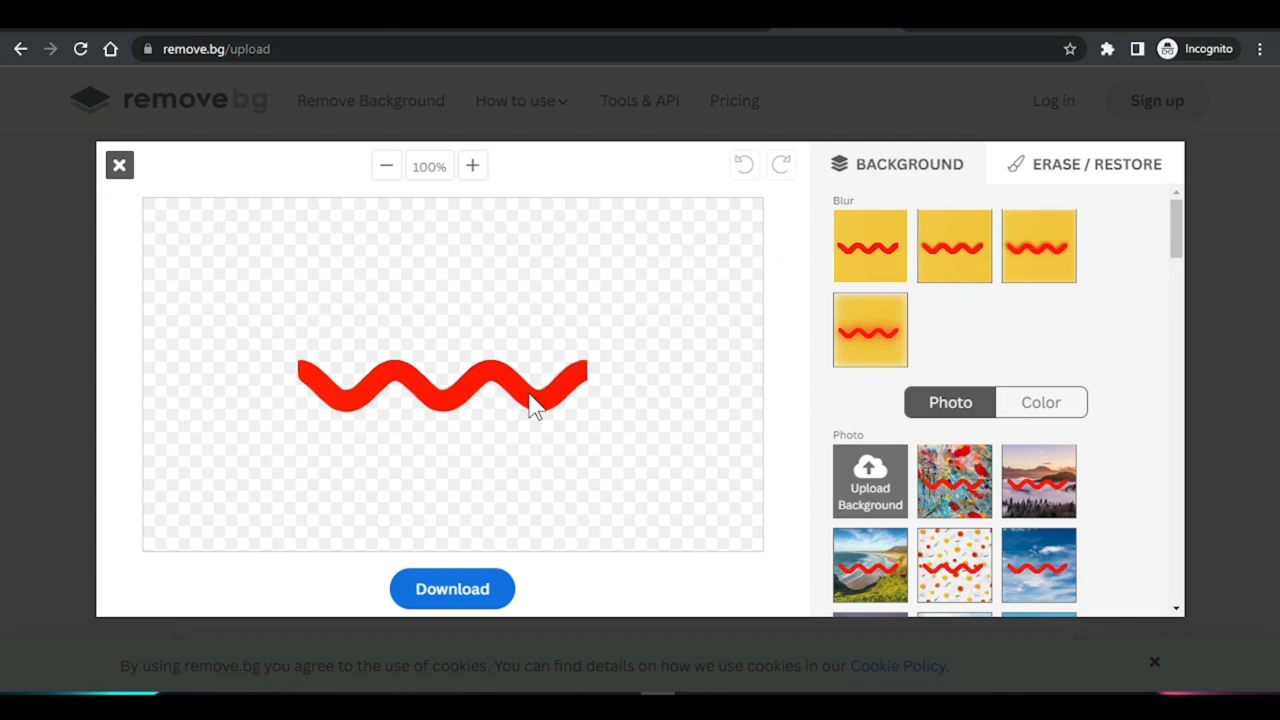 remove.bg/upload
Incognito
removebg
Remove Background
How to use
Tools & API
Pricing
Log in
Sign up
100%
BACKGROUND
ERASE / RESTORE
Blur
Photo
Color
Photo
Upload
Background
Download
By using remove.bg you agree to the use of cookies. You can find details on how we use cookies in our Cookie Policy.